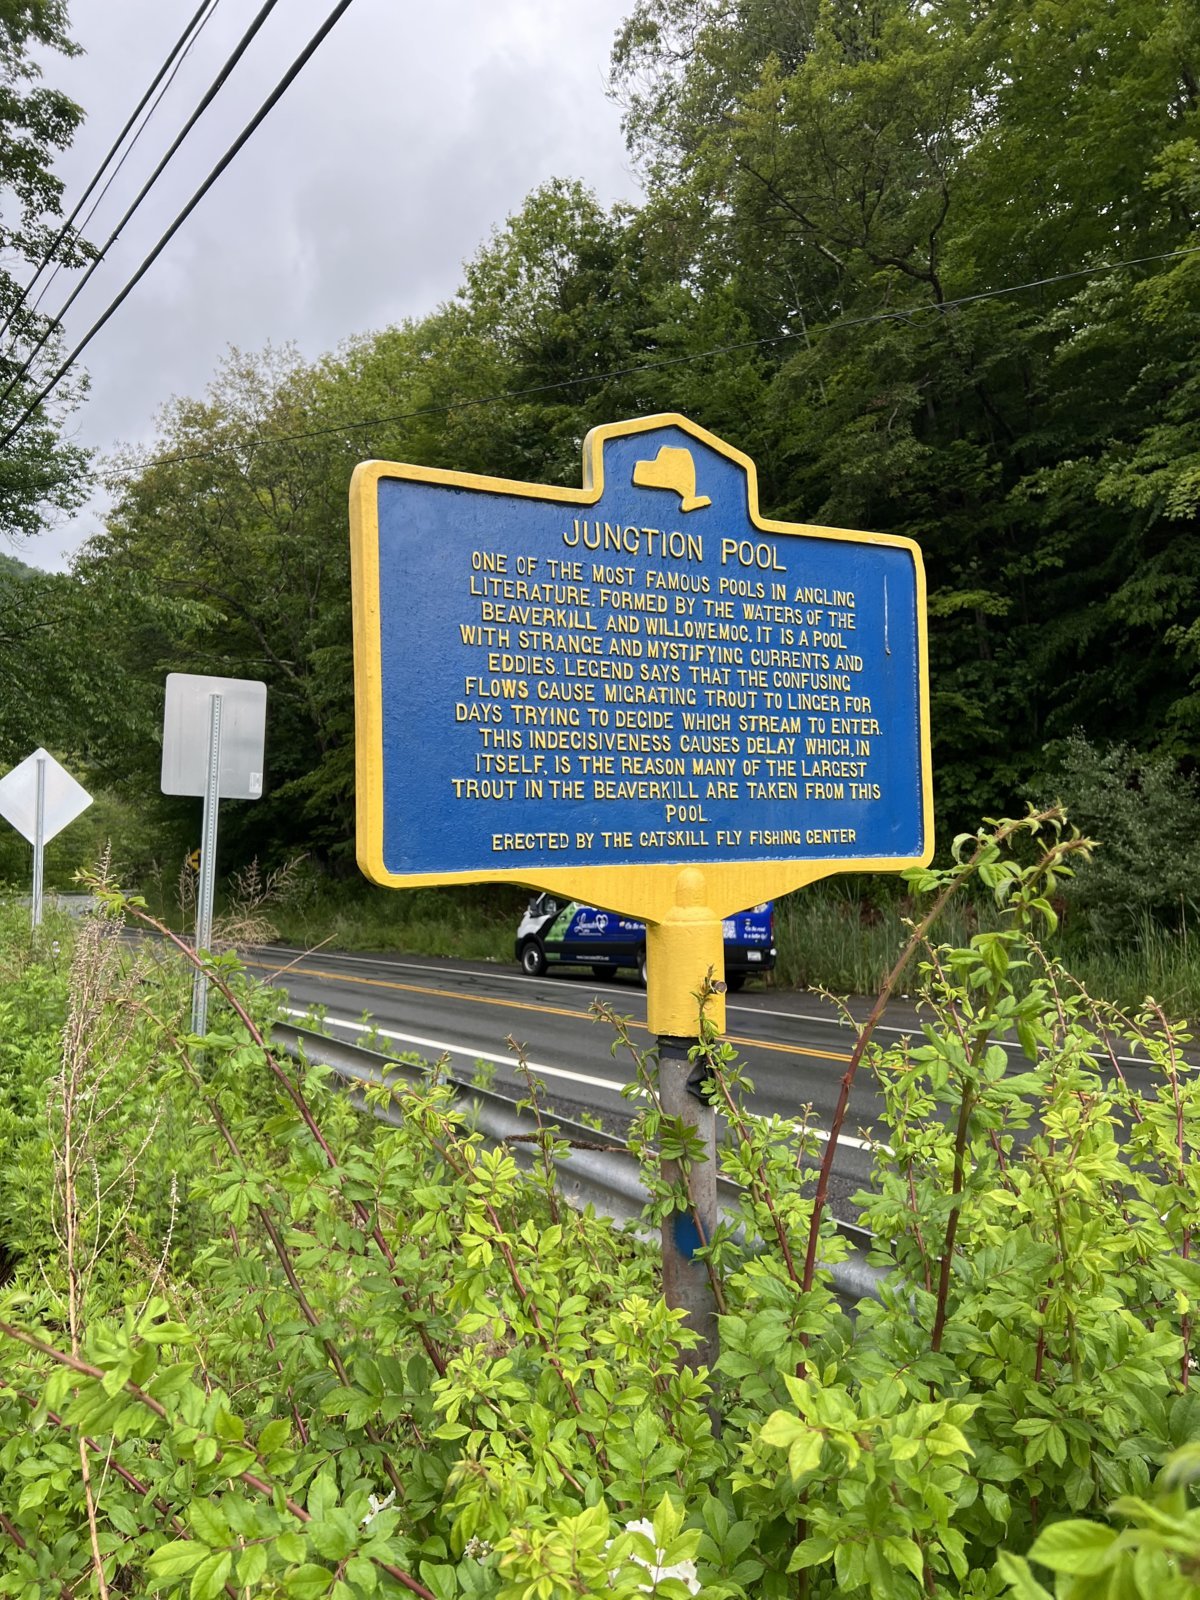 JUNCTION POOL
ONE OF THE MOST FAMOUS POOLS IN ANGLING
LITERATURE. FORMED BY THE WATERS OF THE
BEAVERKILL AND WILLOWEMOC. IT IS A POOL
WITH STRANGE AND MYSTIFYING CURRENTS AND
EDDIES. LEGEND SAYS THAT THE CONFUSING
FLOWS CAUSE MIGRATING TROUT TO LINGER FOR
DAYS TRYING TO DECIDE WHICH STREAM TO ENTER.
THIS INDECISIVENESS CAUSES DELAY WHICH, IN
ITSELF, IS THE REASON MANY OF THE LARGEST
TROUT IN THE BEAVERKILL ARE TAKEN FROM THIS
POOL.
ERECTED BY THE CATSKILL FLY FISHING CENTER